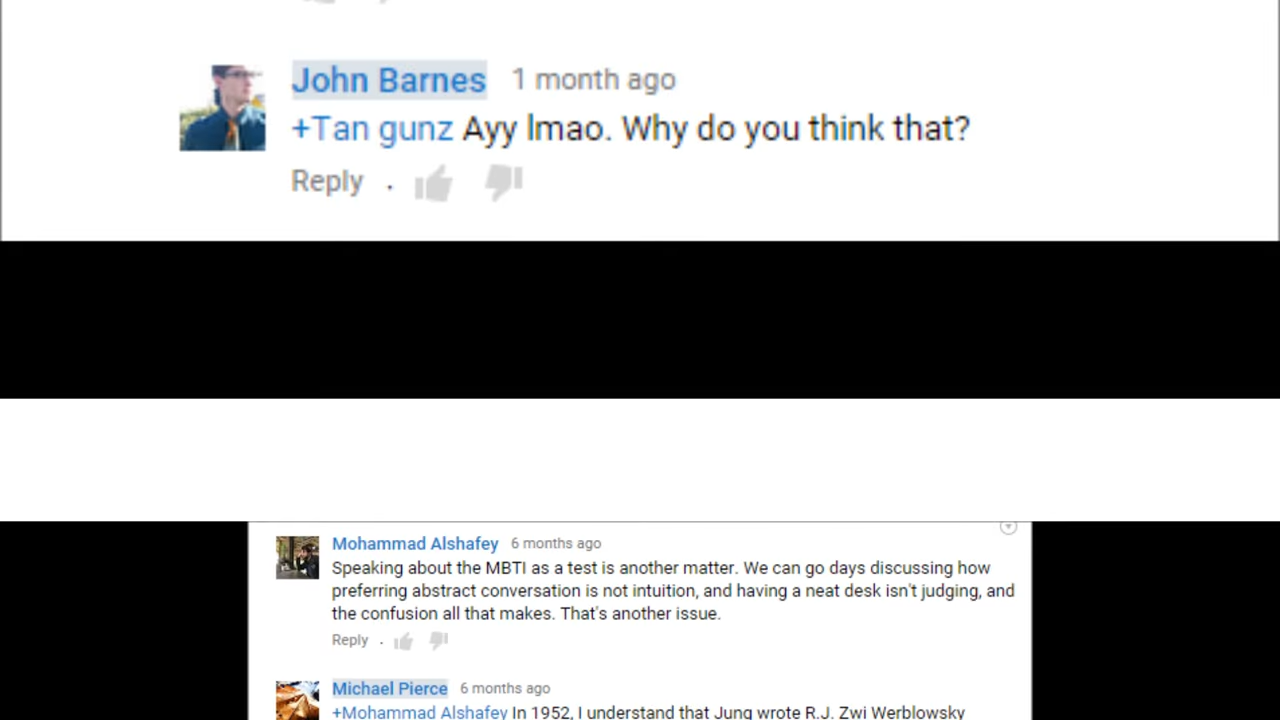 John Barnes 1 month ago
+Tan gunz Ayy lmao. Why do you think that?
Reply .
Mohammad Alshafey 6 months ago
Speaking about the MBTI as a test is another matter. We can go days discussing how
preferring abstract conversation is not intuition, and having a neat desk isn't judging, and
the confusion all that makes. That's another issue.
Reply .
Michael Pierce 6 months ago
+Mohammad Alshafey In 1952, I understand that Jung wrote R.J. Zwi Werblowsky